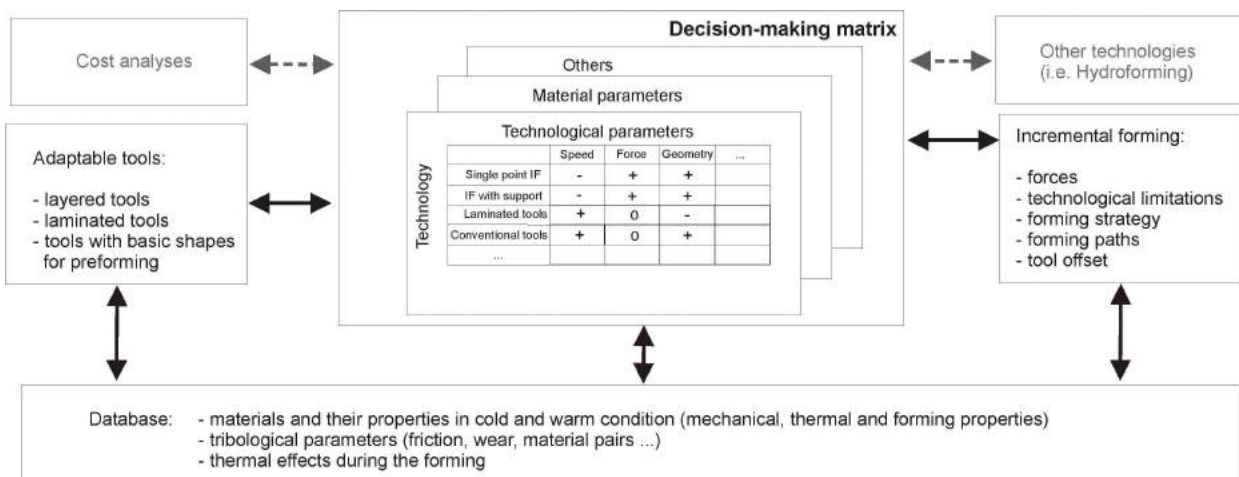 Decision-making matrix
Cost analyses
Other technologies
(i.e. Hydroforming)
Others
Material parameters
Technological parameters
Technology
Speed Force Geometry ...
Single point IF - + +
IF with support - + +
Laminated tools + O -
Conventional tools + O +
...
Adaptable tools:
- layered tools
- laminated tools
- tools with basic shapes
for preforming
Incremental forming:
- forces
- technological limitations
- forming strategy
- forming paths
- tool offset
Database: - materials and their properties in cold and warm condition (mechanical, thermal and forming properties)
- tribological parameters (friction, wear, material pairs ...)
- thermal effects during the forming